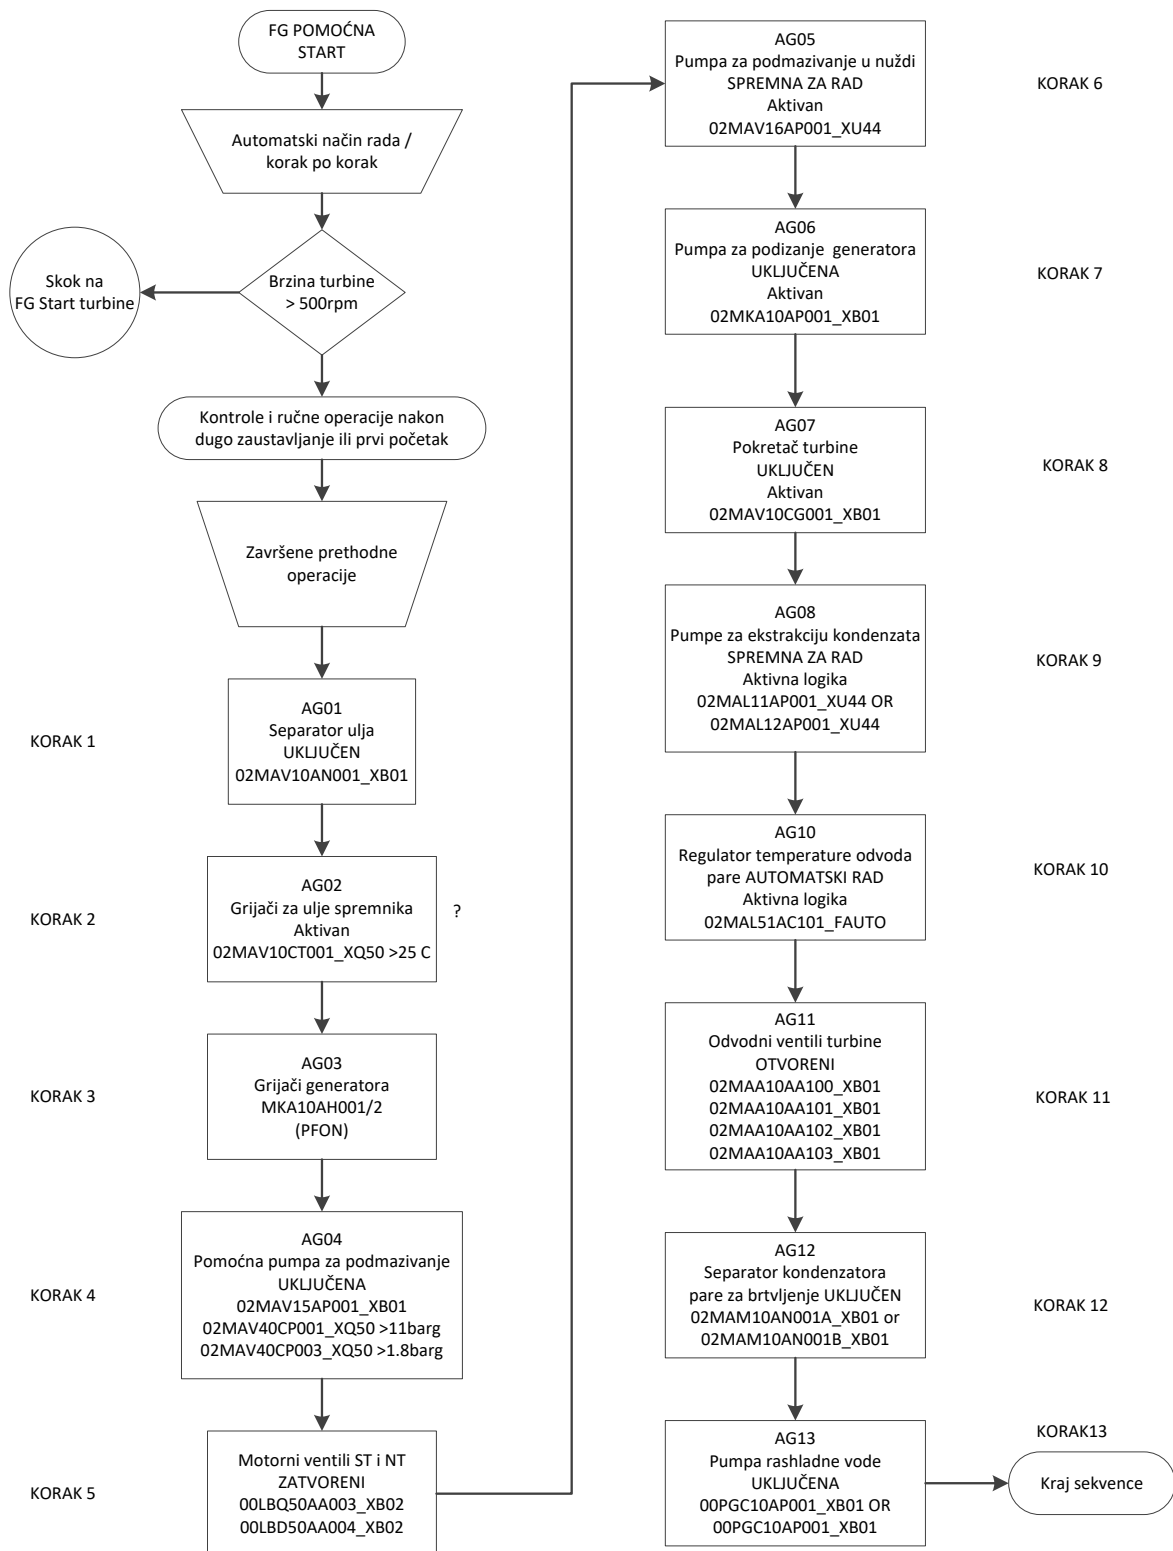 FG POMOĆNA
START
Automatski način rada /
korak po korak
Skok na
FG Start turbine
Brzina turbine
> 500rpm
Kontrole i ručne operacije nakon
dugo zaustavljanje ili prvi početak
Završene prethodne
operacije
KORAK 1
AG01
Separator ulja
UKLJUČEN
02MAV10AN001_XB01
KORAK 2
AG02
Grijači za ulje spremnika
Aktivan
02MAV10CT001_XQ50 >25 C
?
KORAK 3
AG03
Grijači generatora
MKA10AH001/2
(PFON)
KORAK 4
AG04
Pomoćna pumpa za podmazivanje
UKLJUČENA
02MAV15AP001_XB01
02MAV40CP001_XQ50 >11barg
02MAV40CP003_XQ50 >1.8barg
KORAK 5
Motorni ventili ST i NT
ZATVORENI
00LBQ50AA003_XB02
00LBD50AA004_XB02
AG05
Pumpa za podmazivanje u nuždi
SPREMNA ZA RAD
Aktivan
02MAV16AP001_XU44
KORAK 6
AG06
Pumpa za podizanje  generatora
UKLJUČENA
Aktivan
02MKA10AP001_XB01
KORAK 7
AG07
Pokretač turbine
UKLJUČEN
Aktivan
02MAV10CG001_XB01
KORAK 8
AG08
Pumpe za ekstrakciju kondenzata
SPREMNA ZA RAD
Aktivna logika
02MAL11AP001_XU44 OR
02MAL12AP001_XU44
KORAK 9
AG10
Regulator temperature odvoda
pare AUTOMATSKI RAD
Aktivna logika
02MAL51AC101_FAUTO
KORAK 10
AG11
Odvodni ventili turbine
OTVORENI
02MAA10AA100_XB01
02MAA10AA101_XB01
02MAA10AA102_XB01
02MAA10AA103_XB01
KORAK 11
AG12
Separator kondenzatora
pare za brtvljenje UKLJUČEN
02MAM10AN001A_XB01 or
02MAM10AN001B_XB01
KORAK 12
AG13
Pumpa rashladne vode
UKLJUČENA
00PGC10AP001_XB01 OR
00PGC10AP001_XB01
KORAK13
Kraj sekvence